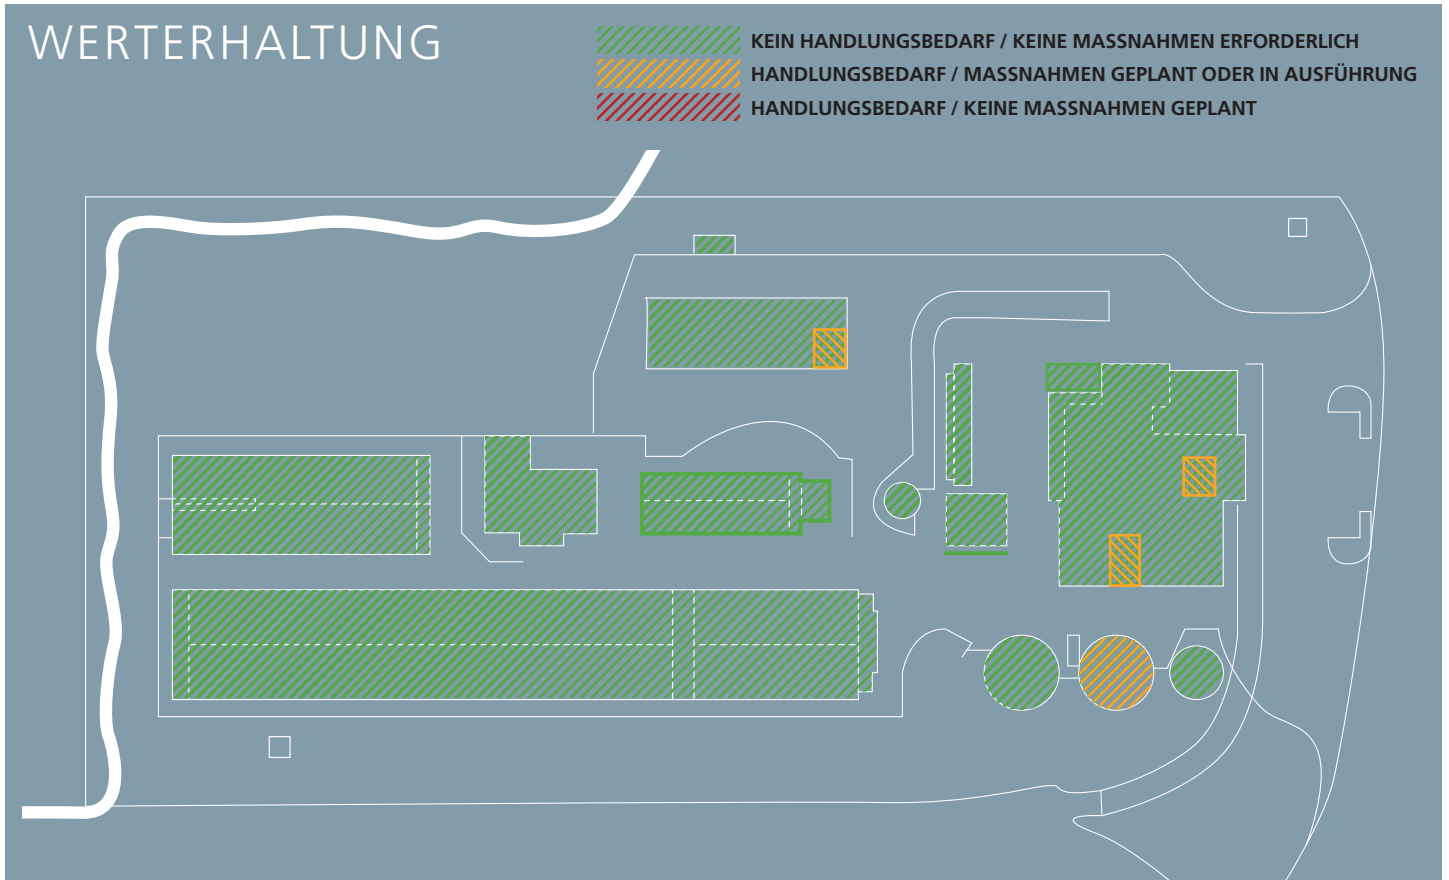 WERTERHALTUNG
KEIN HANDLUNGSBEDARF / KEINE MASSNAHMEN ERFORDERLICH
HANDLUNGSBEDARF / MASSNAHMEN GEPLANT ODER IN AUSFÜHRUNG
HANDLUNGSBEDARF / KEINE MASSNAHMEN GEPLANT